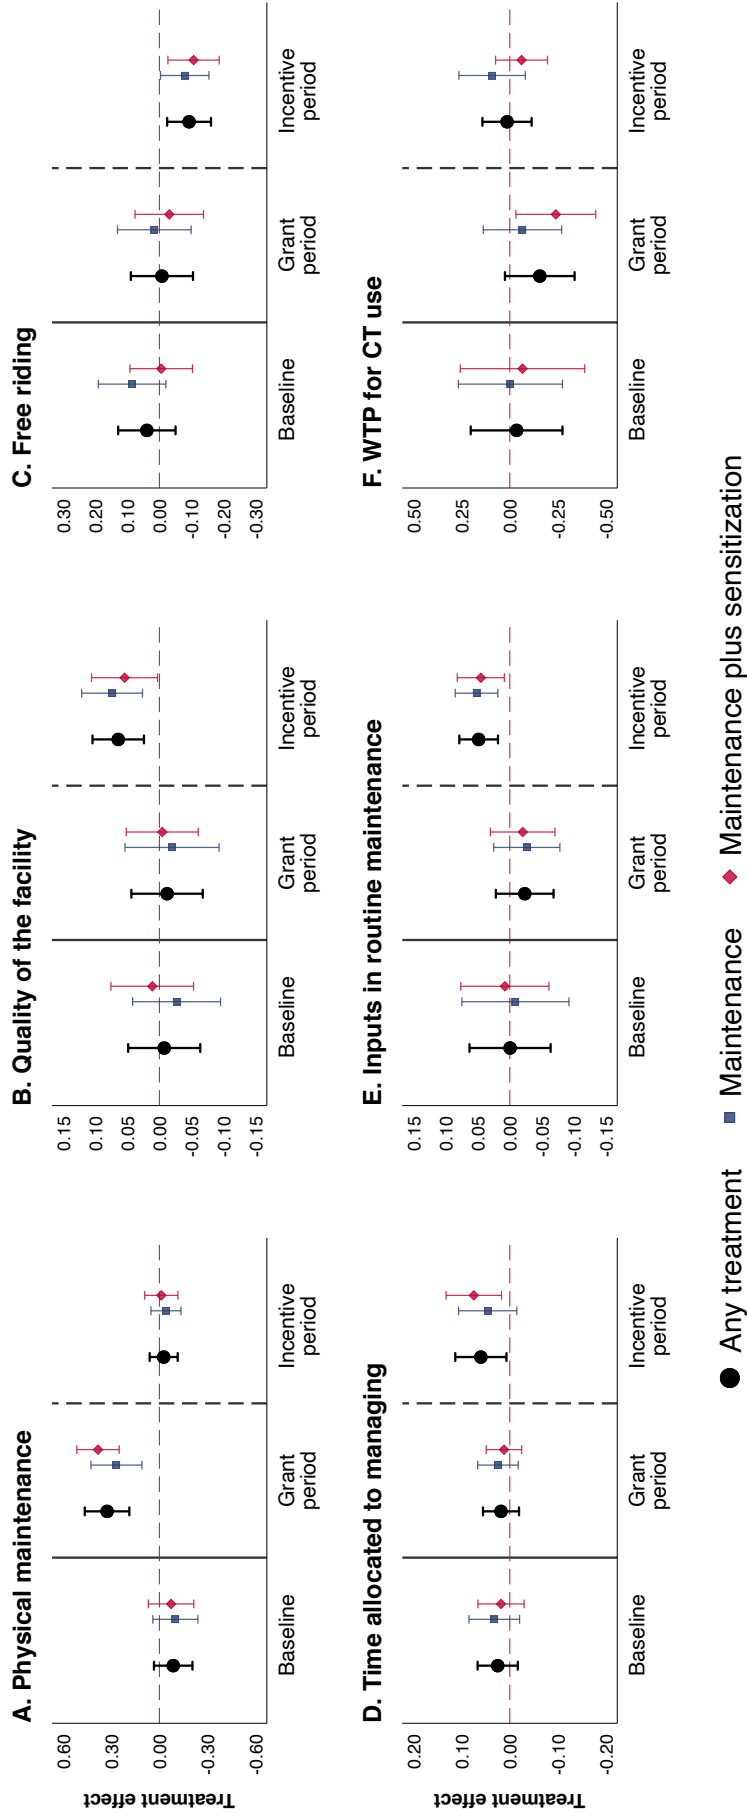 A. Physical maintenance
0.60
0.30
0.00
-0.30
-0.60
Treatment effect
Baseline
Grant
period
Incentive
period
B. Quality of the facility
0.15
0.10
0.05
0.00
-0.05
-0.10
-0.15
Baseline
Grant
period
Incentive
period
C. Free riding
0.30
0.20
0.10
0.00
-0.10
-0.20
-0.30
Baseline
Grant
period
Incentive
period
D. Time allocated to managing
0.20
0.10
0.00
-0.10
-0.20
Treatment effect
Baseline
Grant
period
Incentive
period
E. Inputs in routine maintenance
0.15
0.10
0.05
0.00
-0.05
-0.10
-0.15
Baseline
Grant
period
Incentive
period
F. WTP for CT use
0.50
0.25
0.00
-0.25
-0.50
Baseline
Grant
period
Incentive
period
Any treatment
Maintenance
Maintenance plus sensitization